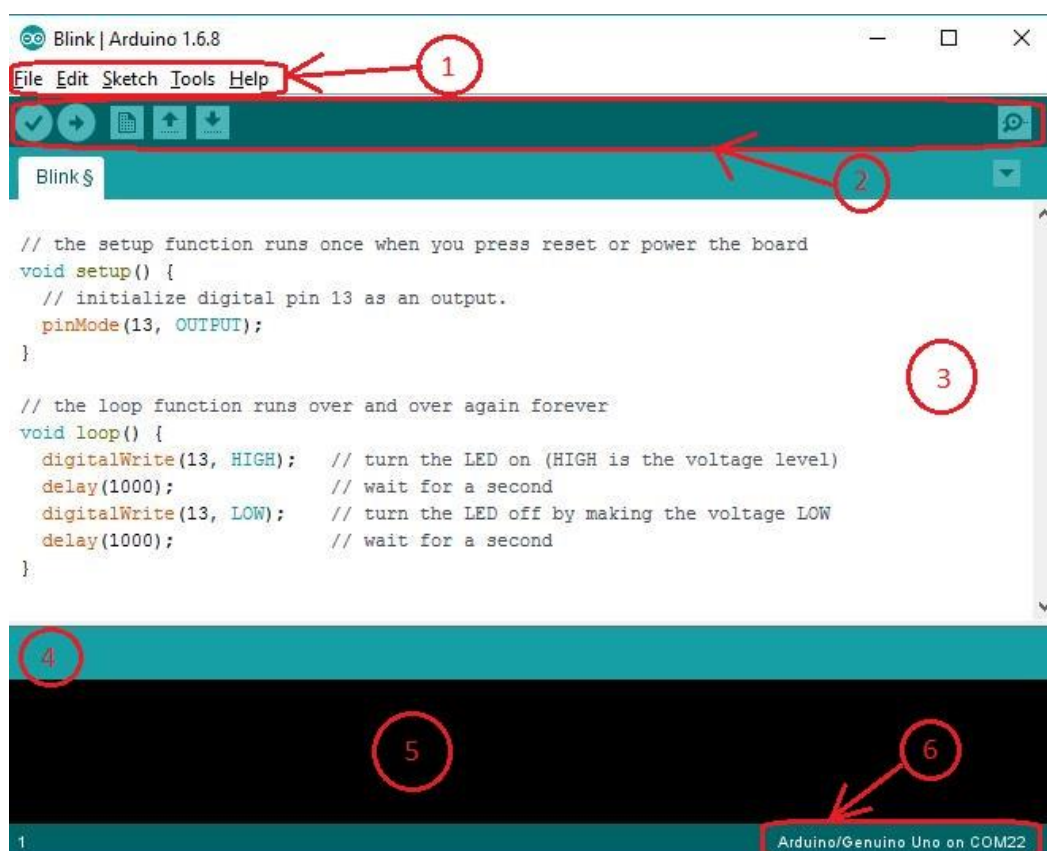 Blink | Arduino 1.6.8
File Edit Sketch Tools Help
1
2
Blink §
// the setup function runs once when you press reset or power the board
void setup() {
  // initialize digital pin 13 as an output.
  pinMode(13, OUTPUT);
}
3
// the loop function runs over and over again forever
void loop() {
  digitalWrite(13, HIGH);   // turn the LED on (HIGH is the voltage level)
  delay(1000);              // wait for a second
  digitalWrite(13, LOW);    // turn the LED off by making the voltage LOW
  delay(1000);              // wait for a second
}
4
5
6
1
Arduino/Genuino Uno on COM22